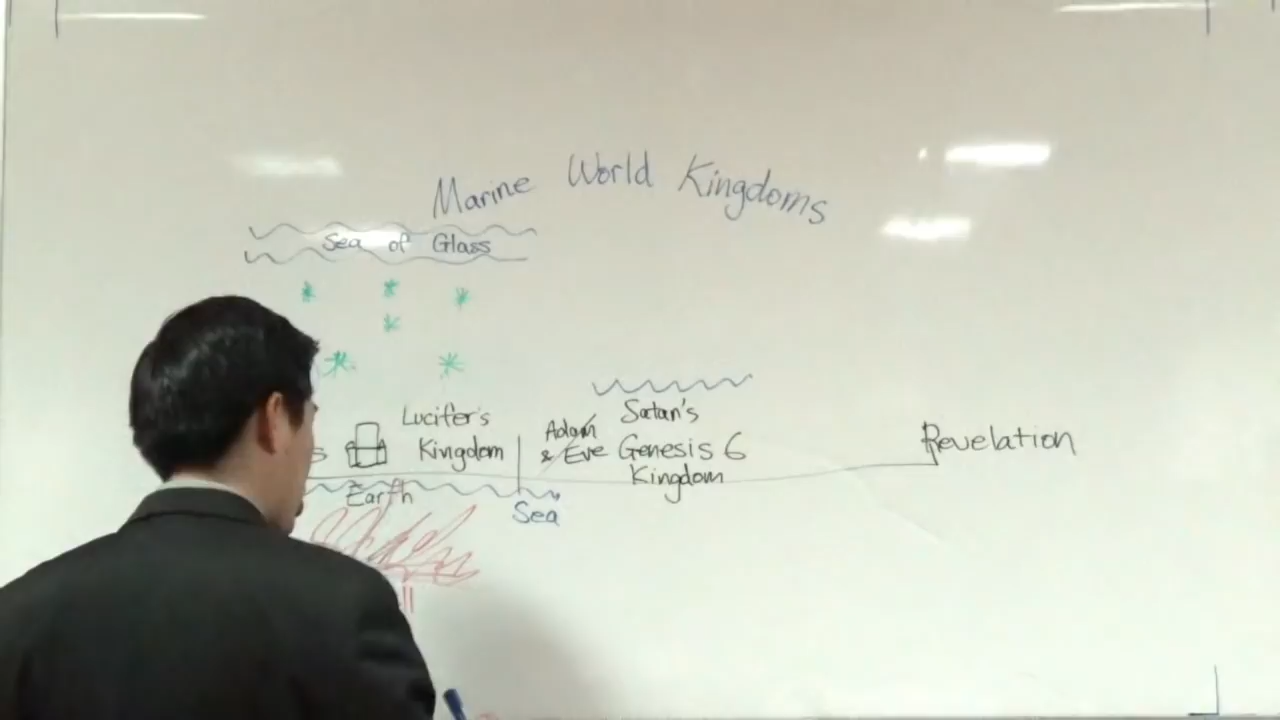 Marine World Kingdoms
Sea of Glass
Lucifer's
Kingdom
Adam
& Eve
Satan's
Genesis 6
Kingdom
Revelation
Earth
Sea